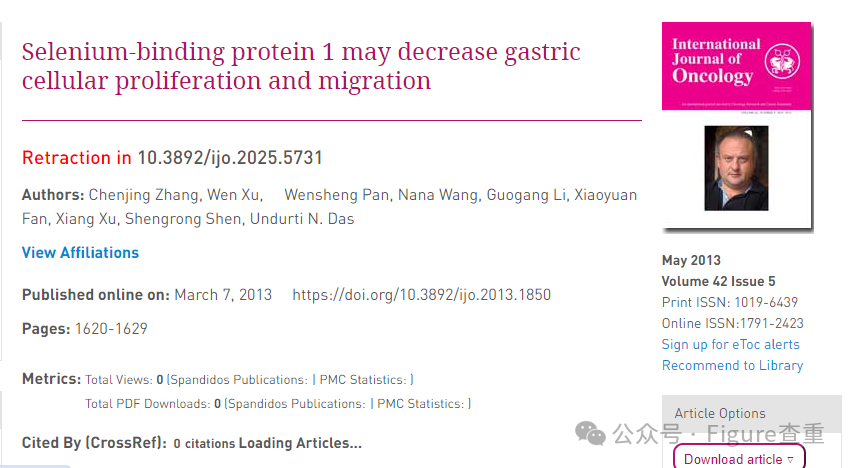 Selenium-binding protein 1 may decrease gastric
cellular proliferation and migration
Retraction in 10.3892/ijo.2025.5731
Authors: Chenjing Zhang, Wen Xu, Wensheng Pan, Nana Wang, Guogang Li, Xiaoyuan
Fan, Xiang Xu, Shengrong Shen, Undurti N. Das
View Affiliations
Published online on: March 7, 2013 https://doi.org/10.3892/ijo.2013.1850
Pages: 1620-1629
Metrics: Total Views: 0 (Spandidos Publications: | PMC Statistics: )
Total PDF Downloads: 0 (Spandidos Publications: | PMC Statistics: )
Cited By (CrossRef): 0 citations Loading Articles...
International
Journal of
Oncology
May 2013
Volume 42 Issue 5
Print ISSN: 1019-6439
Online ISSN:1791-2423
Sign up for eToc alerts
Recommend to Library
Article Options
公众号 · Figure查重
Download article ▿